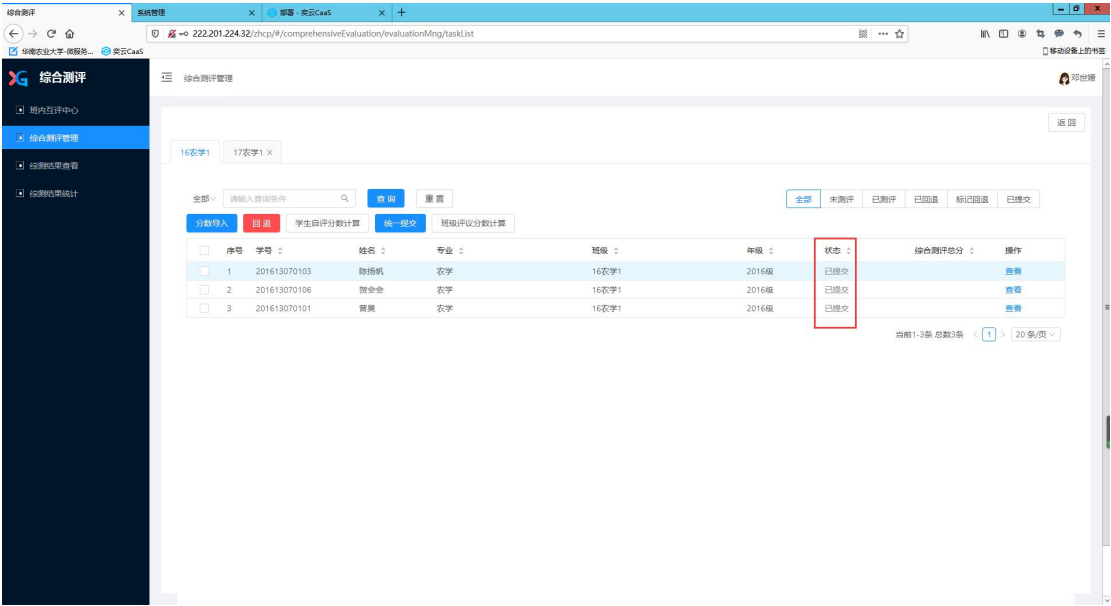 综合测评
系统管理
部署 - 奕云CaaS
222.201.224.32/zhcp/#/comprehensiveEvaluation/evaluationMng/taskList
华南农业大学-微服务... 奕云CaaS
移动设备上的书签
综合测评
综合测评管理
邓世媛
班内互评中心
综合测评管理
综测结果查看
综测结果统计
返 回
16农学1 17农学1
全部 请输入查询条件 查 询 重 置
全部 未测评 已测评 已回退 标记回退 已提交
分数导入 回 退 学生自评分数计算 统一提交 班级评议分数计算
序号 学号 姓名 专业 班级 年级 状态 综合测评总分 操作
1 201613070103 陈扬帆 农学 16农学1 2016级 已提交 查看
2 201613070106 贺会会 农学 16农学1 2016级 已提交 查看
3 201613070101 曾昊 农学 16农学1 2016级 已提交 查看
当前1-3条 总数3条 < 1 > 20 条/页